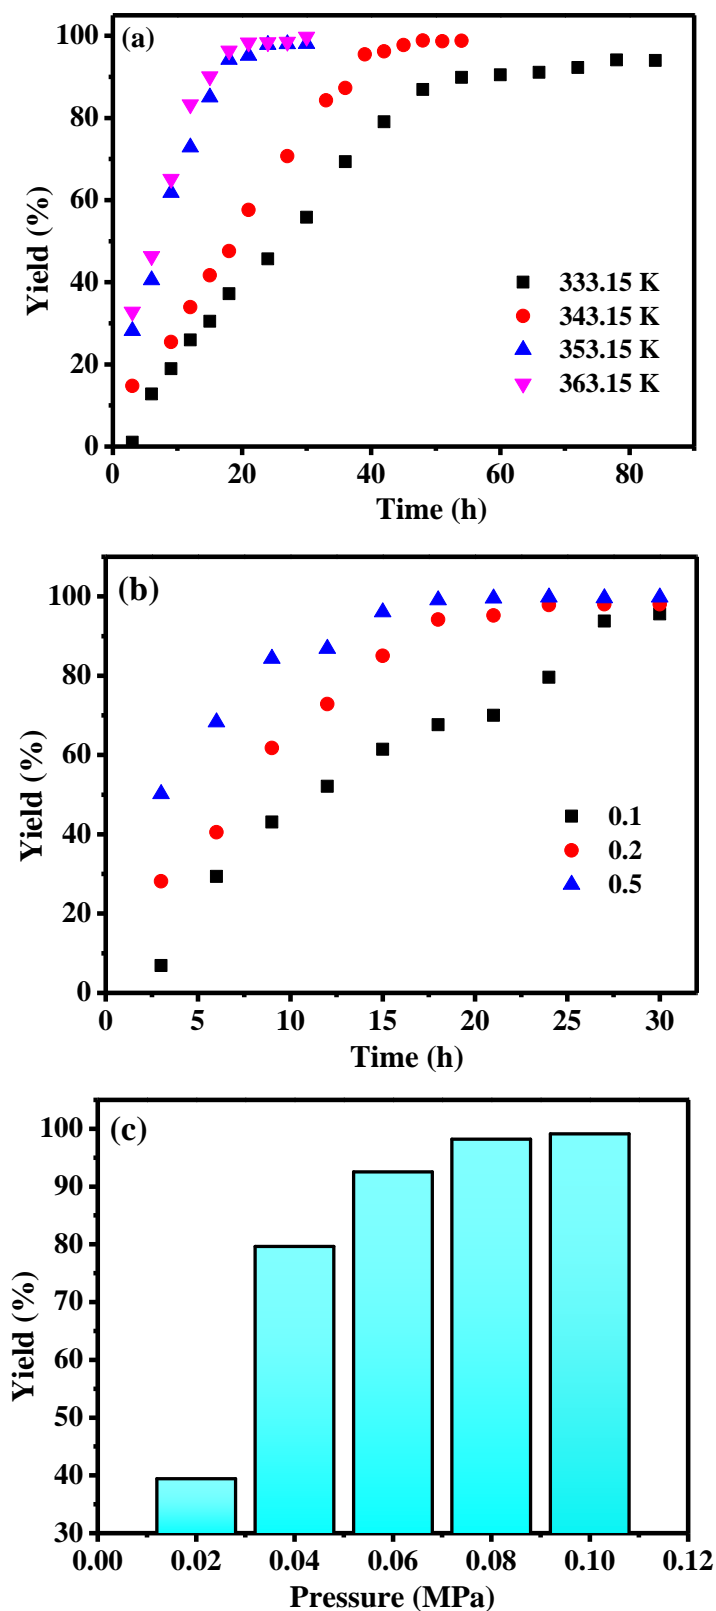 (a)
Yield (%)
100
80
60
40
20
0
333.15 K
343.15 K
353.15 K
363.15 K
0 20 40 60 80
Time (h)
(b)
Yield (%)
100
80
60
40
20
0
0.1
0.2
0.5
0 5 10 15 20 25 30
Time (h)
(c)
Yield (%)
100
90
80
70
60
50
40
30
0.00 0.02 0.04 0.06 0.08 0.10 0.12
Pressure (MPa)